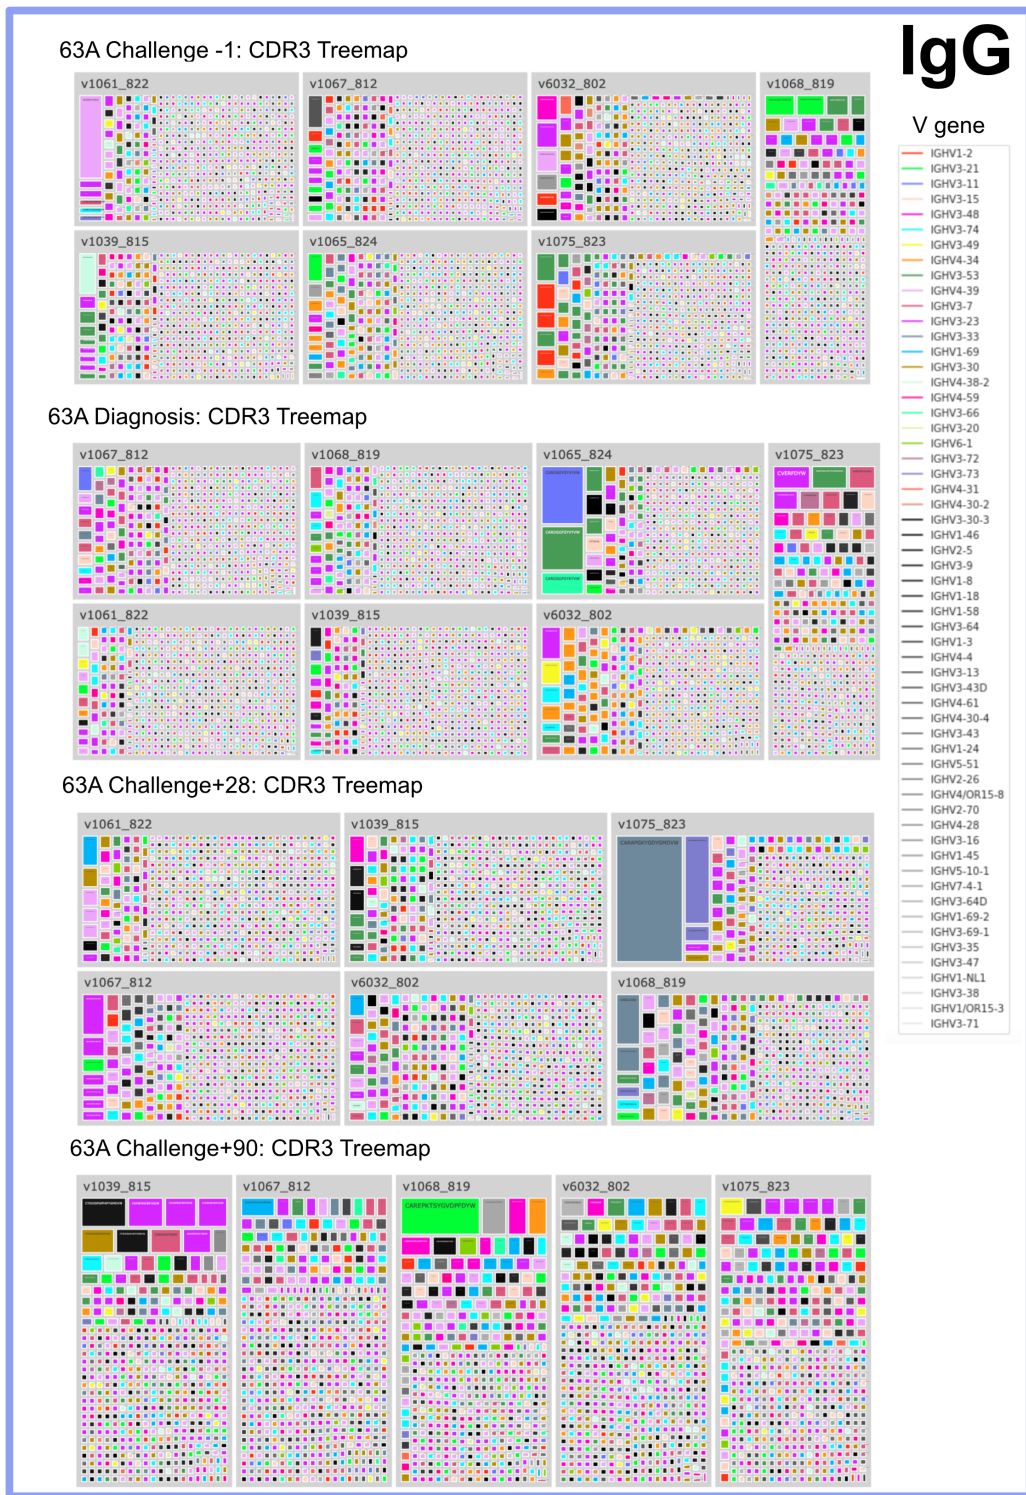 IgG
63A Challenge -1: CDR3 Treemap
v1061_822
v1067_812
v6032_802
v1068_819
v1039_815
v1065_824
v1075_823
63A Diagnosis: CDR3 Treemap
v1067_812
v1068_819
v1065_824
v1075_823
CVERFDYW
v1061_822
v1039_815
v6032_802
63A Challenge+28: CDR3 Treemap
v1061_822
v1039_815
v1075_823
v1067_812
v6032_802
v1068_819
63A Challenge+90: CDR3 Treemap
v1039_815
v1067_812
v1068_819
v6032_802
v1075_823
CAREPKTSYGVDPFDYW
V gene
IGHV1-2
IGHV3-21
IGHV3-11
IGHV3-15
IGHV3-48
IGHV3-74
IGHV3-49
IGHV4-34
IGHV3-53
IGHV4-39
IGHV3-7
IGHV3-23
IGHV3-33
IGHV1-69
IGHV3-30
IGHV4-38-2
IGHV4-59
IGHV3-66
IGHV3-20
IGHV6-1
IGHV3-72
IGHV3-73
IGHV4-31
IGHV4-30-2
IGHV3-30-3
IGHV1-46
IGHV2-5
IGHV3-9
IGHV1-8
IGHV1-18
IGHV1-58
IGHV3-64
IGHV1-3
IGHV4-4
IGHV3-13
IGHV3-43D
IGHV4-61
IGHV4-30-4
IGHV3-43
IGHV1-24
IGHV5-51
IGHV2-26
IGHV4/OR15-8
IGHV2-70
IGHV4-28
IGHV3-16
IGHV1-45
IGHV5-10-1
IGHV7-4-1
IGHV3-64D
IGHV1-69-2
IGHV3-69-1
IGHV3-35
IGHV3-47
IGHV1-NL1
IGHV3-38
IGHV1/OR15-3
IGHV3-71